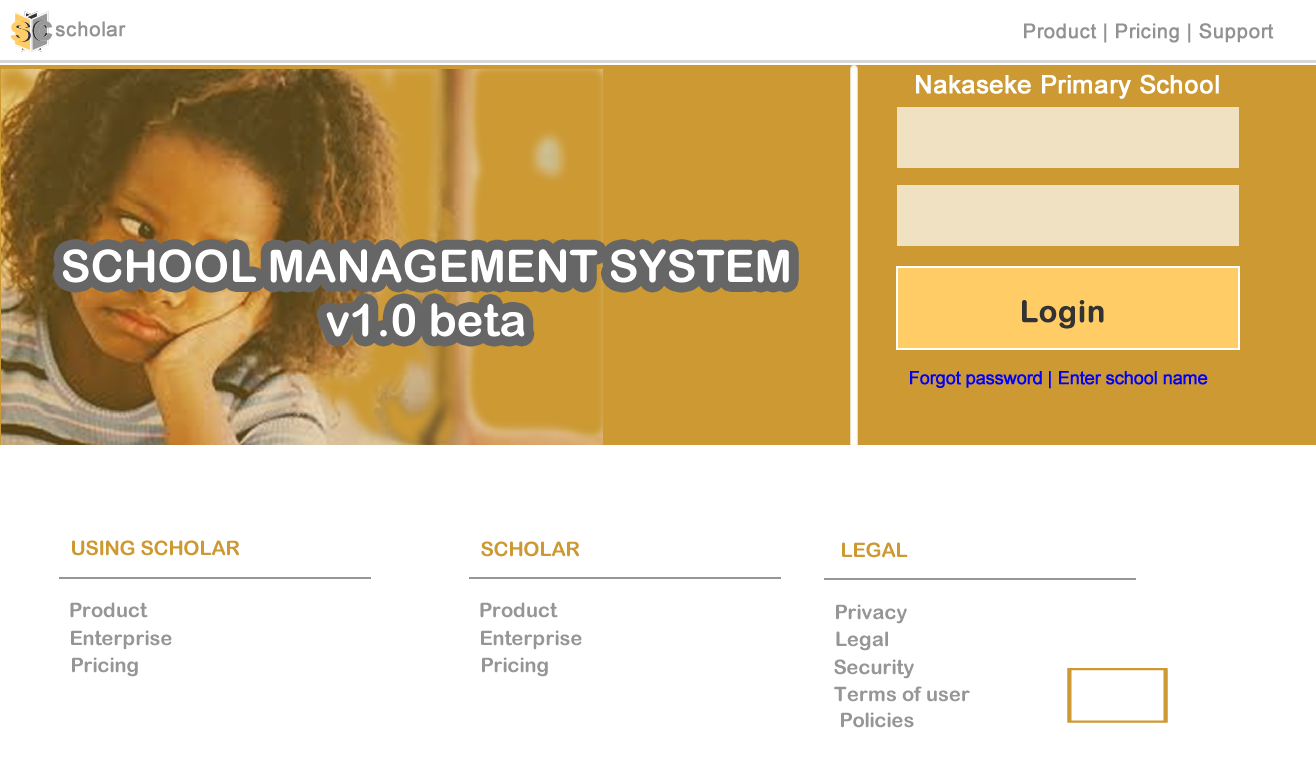 SC scholar
Product | Pricing | Support
Nakaseke Primary School
SCHOOL MANAGEMENT SYSTEM
v1.0 beta
Login
Forgot password | Enter school name
USING SCHOLAR
Product
Enterprise
Pricing
SCHOLAR
Product
Enterprise
Pricing
LEGAL
Privacy
Legal
Security
Terms of user
Policies